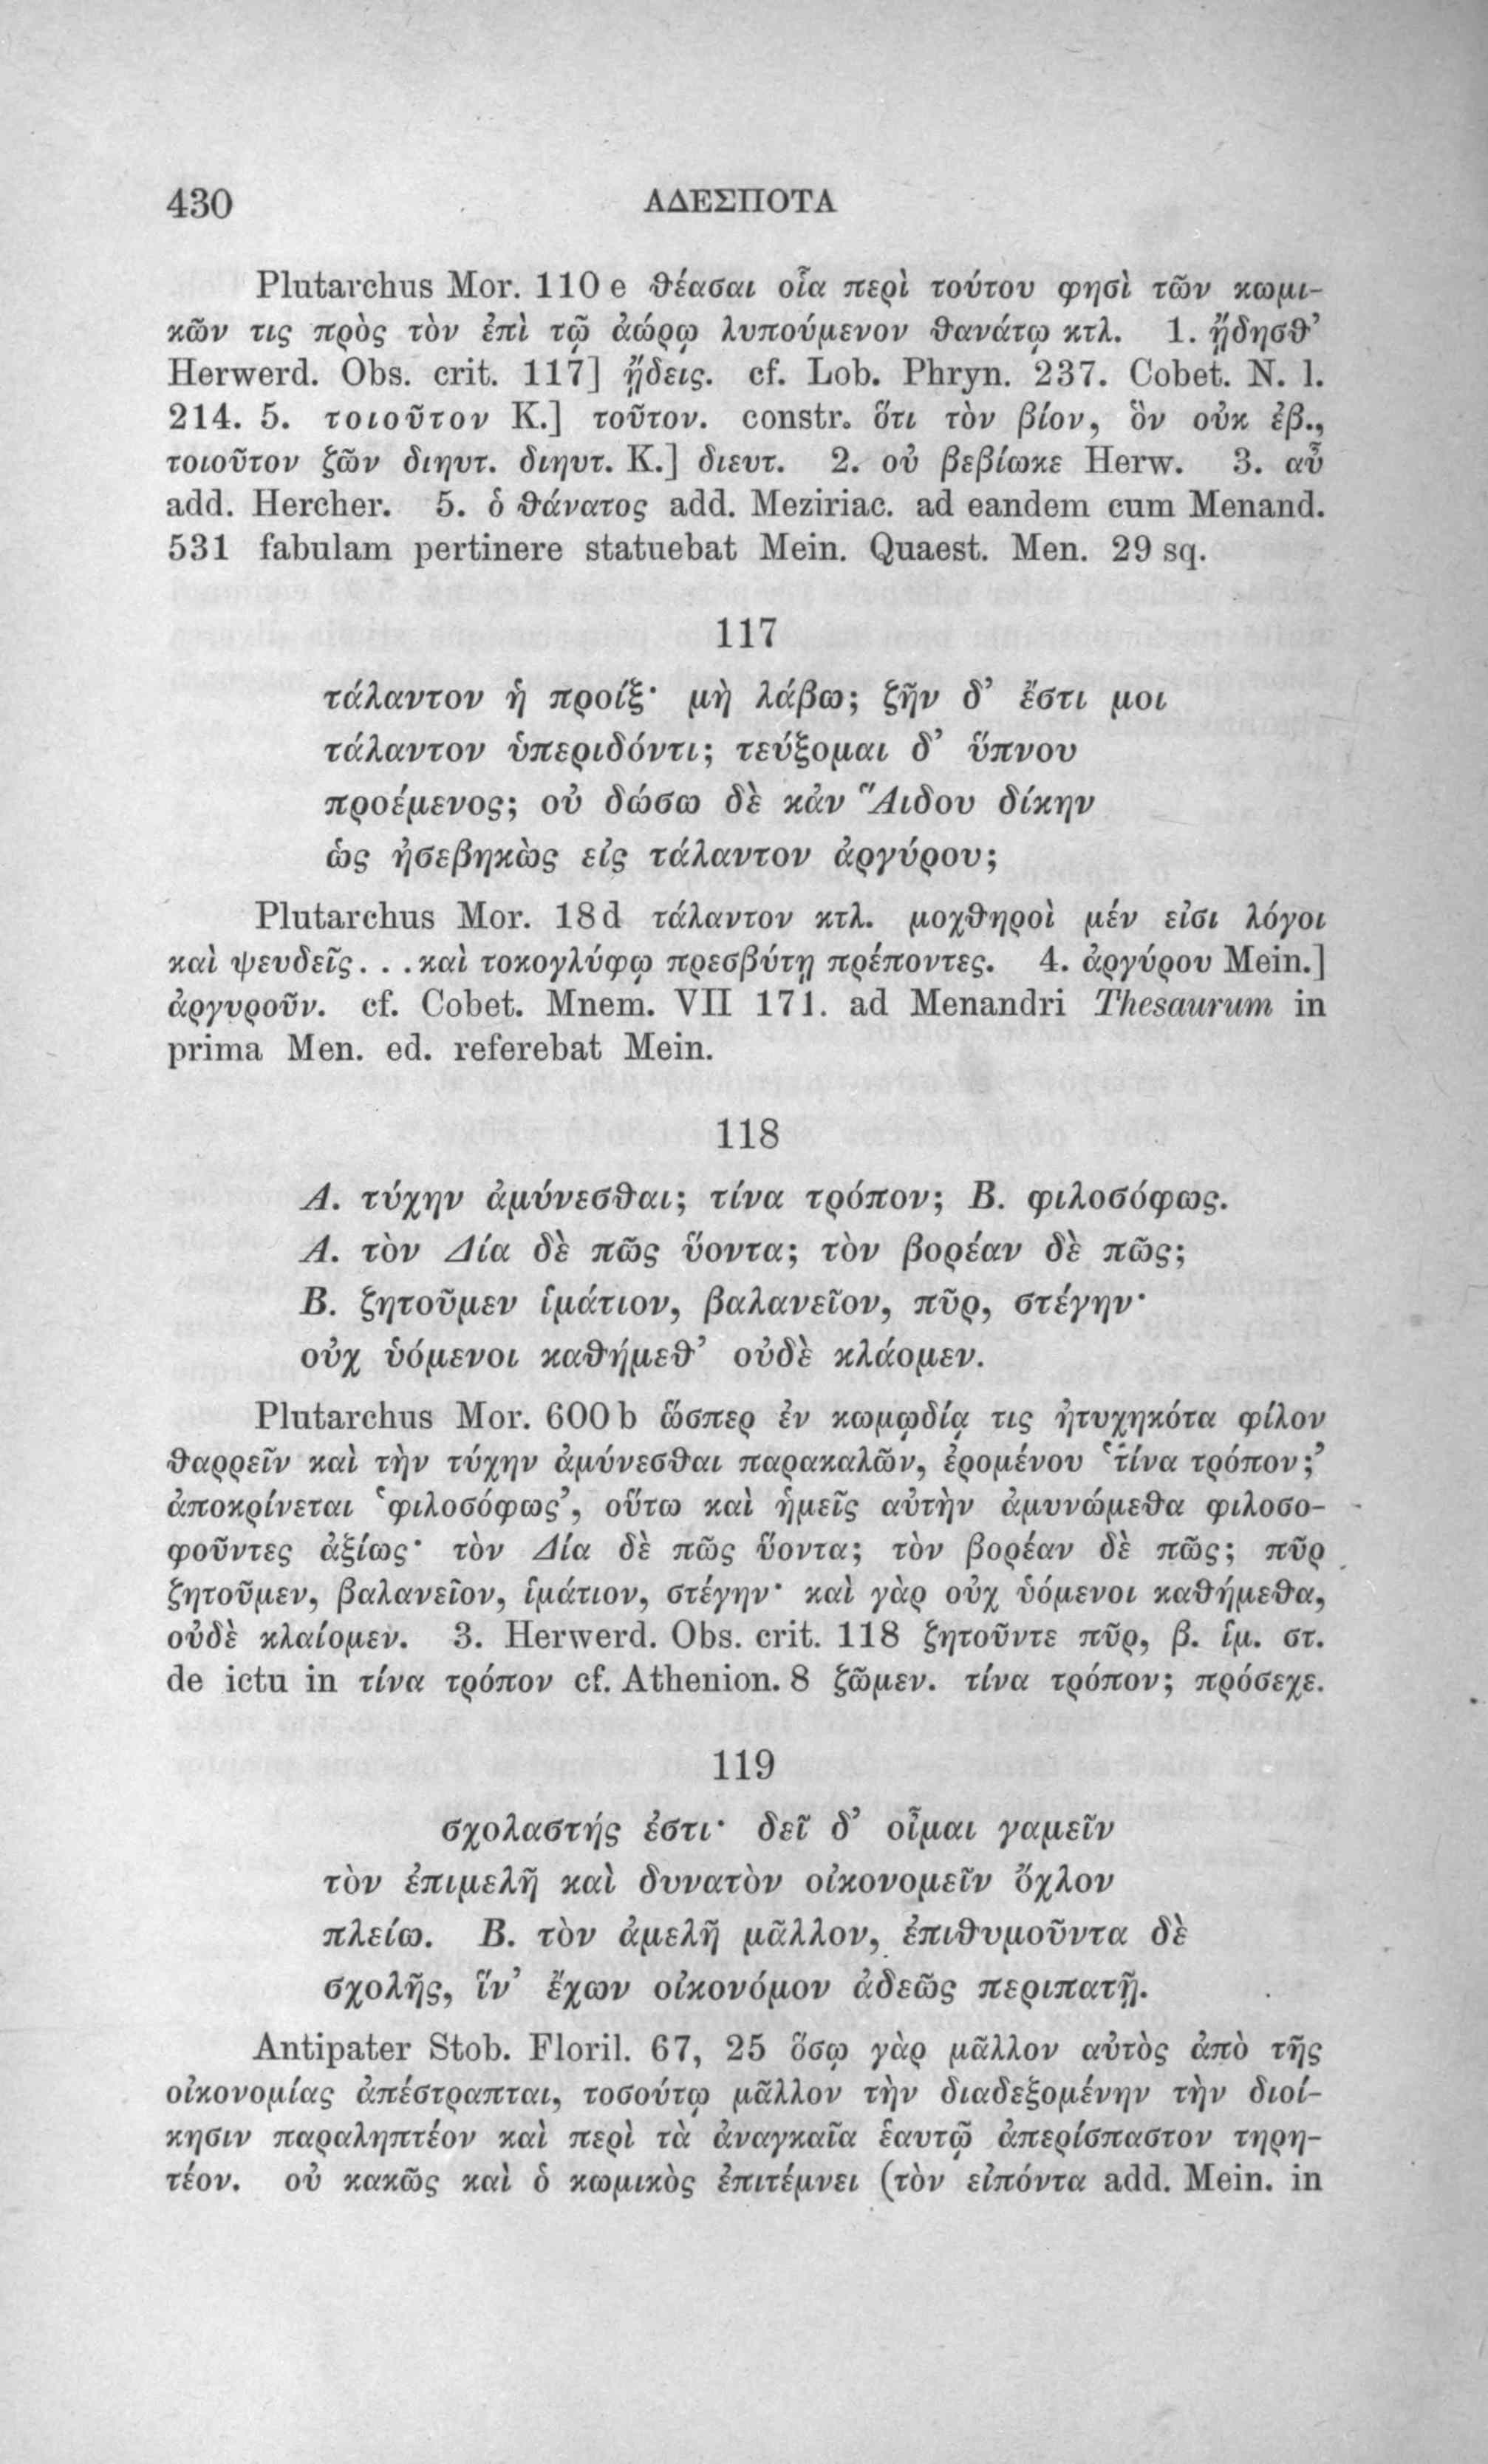 430 ΑΔΕΣΠΟΤΑ
Plutarchus Mor. 110 e θέασαι οἷα περὶ τούτου φησὶ τῶν κωμι-
κῶν τις πρὸς τὸν ἐπὶ τῷ ἀώρῳ λυπούμενον θανάτῳ κτλ. 1. ᾔδησθ’
Herwerd. Obs. crit. 117] ᾔδεις. cf. Lob. Phryn. 237. Cobet. N. l.
214. 5. τοιοῦτον K.] τοῦτον. constr. ὅτι τὸν βίον, ὃν οὐκ ἐβ.,
τοιοῦτον ζῶν διηυτ. διηυτ. K.] διευτ. 2. οὐ βεβίωκε Herw. 3. αὖ
add. Hercher. 5. ὁ θάνατος add. Meziriac. ad eandem cum Menand.
531 fabulam pertinere statuebat Mein. Quaest. Men. 29 sq.
117
τάλαντον ἡ προίξ· μὴ λάβω; ζῆν δ’ ἔστι μοι
τάλαντον ὑπεριδόντι; τεύξομαι δ’ ὕπνου
προέμενος; οὐ δώσω δὲ κἀν Ἅιδου δίκην
ὡς ἠσεβηκὼς εἰς τάλαντον ἀργύρου;
Plutarchus Mor. 18 d τάλαντον κτλ. μοχθηροὶ μέν εἰσι λόγοι
καὶ ψευδεῖς. . .καὶ τοκογλύφῳ πρεσβύτῃ πρέποντες. 4. ἀργύρου Mein.]
ἀργυροῦν. cf. Cobet. Mnem. VII 171. ad Menandri Thesaurum in
prima Men. ed. referebat Mein.
118
Α. τύχην ἀμύνεσθαι; τίνα τρόπον; Β. φιλοσόφως.
Α. τὸν Δία δὲ πῶς ὕοντα; τὸν βορέαν δὲ πῶς;
Β. ζητοῦμεν ἱμάτιον, βαλανεῖον, πῦρ, στέγην·
οὐχ ὑόμενοι καθήμεθ’ οὐδὲ κλάομεν.
Plutarchus Mor. 600 b ὥσπερ ἐν κωμῳδίᾳ τις ἠτυχηκότα φίλον
θαρρεῖν καὶ τὴν τύχην ἀμύνεσθαι παρακαλῶν, ἐρομένου ‘τίνα τρόπον;’
ἀποκρίνεται ‘φιλοσόφως’, οὕτω καὶ ἡμεῖς αὐτὴν ἀμυνώμεθα φιλοσο-
φοῦντες ἀξίως· τὸν Δία δὲ πῶς ὕοντα; τὸν βορέαν δὲ πῶς; πῦρ
ζητοῦμεν, βαλανεῖον, ἱμάτιον, στέγην· καὶ γὰρ οὐχ ὑόμενοι καθήμεθα,
οὐδὲ κλαίομεν. 3. Herwerd. Obs. crit. 118 ζητοῦντε πῦρ, β. ἱμ. στ.
de ictu in τίνα τρόπον cf. Athenion. 8 ζῶμεν. τίνα τρόπον; πρόσεχε.
119
σχολαστής ἐστι· δεῖ δ’ οἶμαι γαμεῖν
τὸν ἐπιμελῆ καὶ δυνατὸν οἰκονομεῖν ὄχλον
πλείω. Β. τὸν ἀμελῆ μᾶλλον, ἐπιθυμοῦντα δὲ
σχολῆς, ἵν’ ἔχων οἰκονόμον ἀδεῶς περιπατῇ.
Antipater Stob. Floril. 67, 25 ὅσῳ γὰρ μᾶλλον αὐτὸς ἀπὸ τῆς
οἰκονομίας ἀπέστραπται, τοσούτῳ μᾶλλον τὴν διαδεξομένην τὴν διοί-
κησιν παραληπτέον καὶ περὶ τὰ ἀναγκαῖα ἑαυτῷ ἀπερίσπαστον τηρη-
τέον. οὐ κακῶς καὶ ὁ κωμικὸς ἐπιτέμνει (τὸν εἰπόντα add. Mein. in